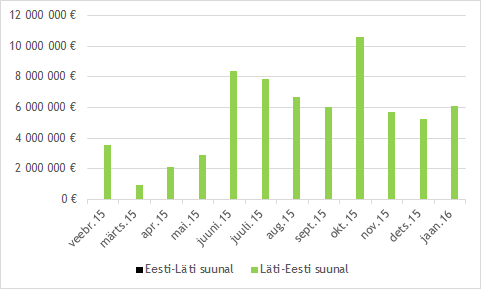 12 000 000 €
10 000 000 €
8 000 000 €
6 000 000 €
4 000 000 €
2 000 000 €
0 €
veebr.15
märts.15
apr.15
mai.15
juuni.15
juuli.15
aug.15
sept.15
okt.15
nov.15
dets.15
jaan.16
Eesti-Läti suunal
Läti-Eesti suunal